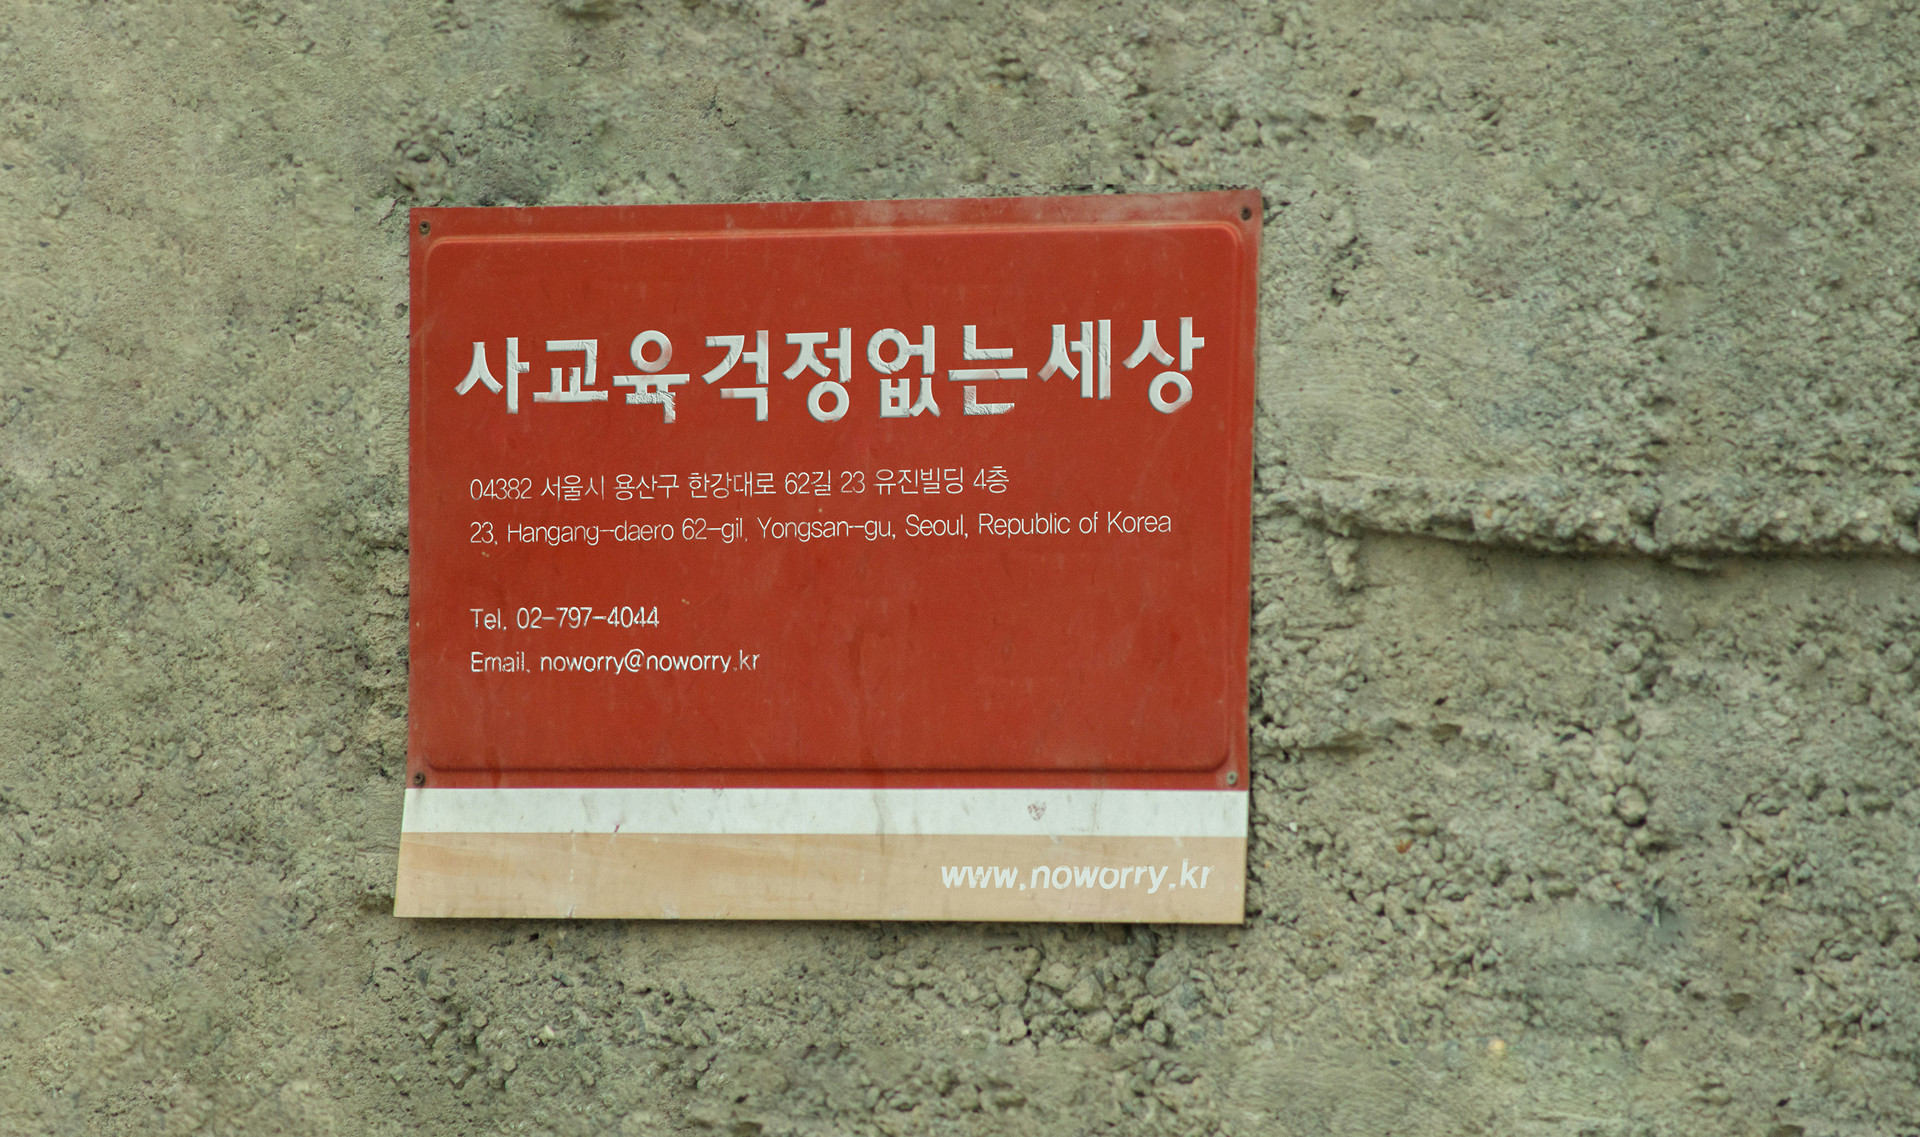 사교육걱정없는세상
04382 서울시 용산구 한강대로 62길 23 유진빌딩 4층
23, Hangang-daero 62-gil, Yongsan-gu, Seoul, Republic of Korea
Tel. 02-797-4044
Email. noworry@noworry.kr
www.noworry.kr